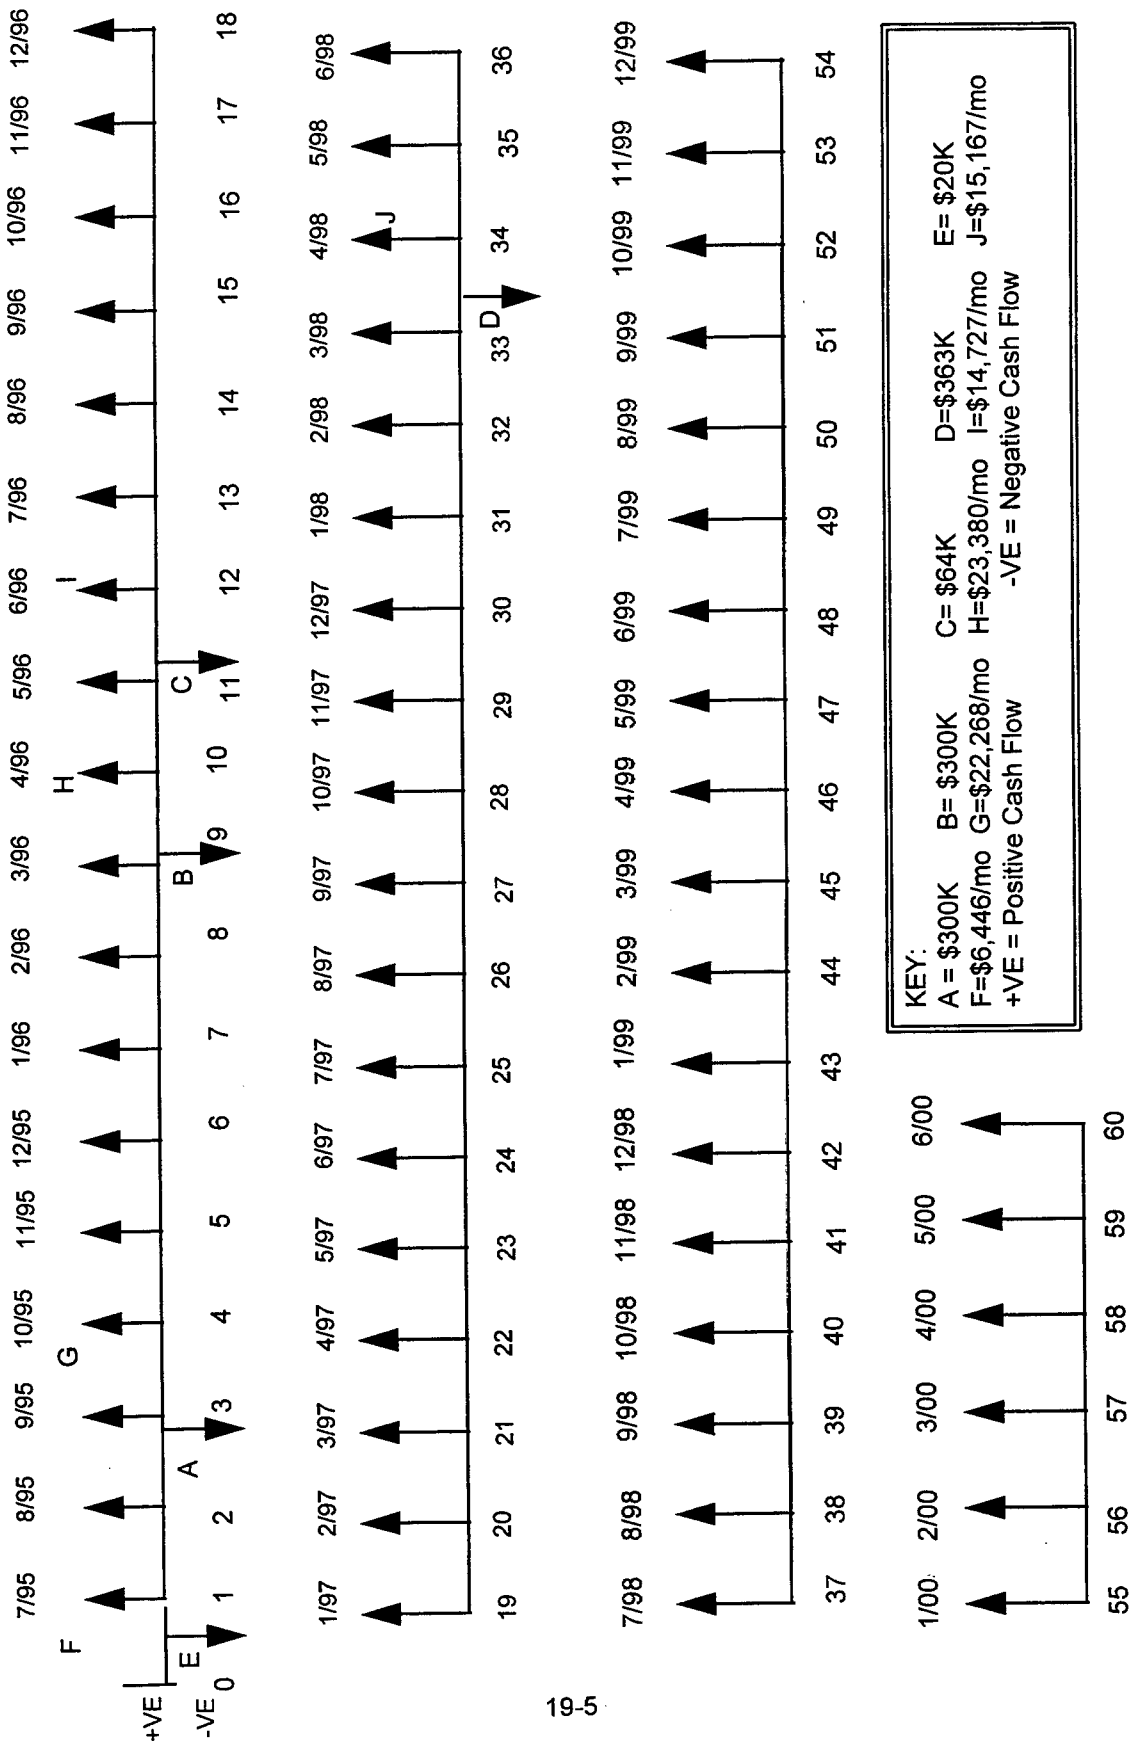 7/95 8/95 9/95 10/95 11/95 12/95 1/96 2/96 3/96 4/96 5/96 6/96 7/96 8/96 9/96 10/96 11/96 12/96
F G H I
+VE
E A B C
-VE
0 1 2 3 4 5 6 7 8 9 10 11 12 13 14 15 16 17 18
1/97 2/97 3/97 4/97 5/97 6/97 7/97 8/97 9/97 10/97 11/97 12/97 1/98 2/98 3/98 4/98 5/98 6/98
J
D
19 20 21 22 23 24 25 26 27 28 29 30 31 32 33 34 35 36
7/98 8/98 9/98 10/98 11/98 12/98 1/99 2/99 3/99 4/99 5/99 6/99 7/99 8/99 9/99 10/99 11/99 12/99
37 38 39 40 41 42 43 44 45 46 47 48 49 50 51 52 53 54
1/00 2/00 3/00 4/00 5/00 6/00
55 56 57 58 59 60
KEY:
A = $300K B= $300K C= $64K D=$363K E= $20K
F=$6,446/mo G=$22,268/mo H=$23,380/mo I=$14,727/mo J=$15,167/mo
+VE = Positive Cash Flow -VE = Negative Cash Flow
19-5